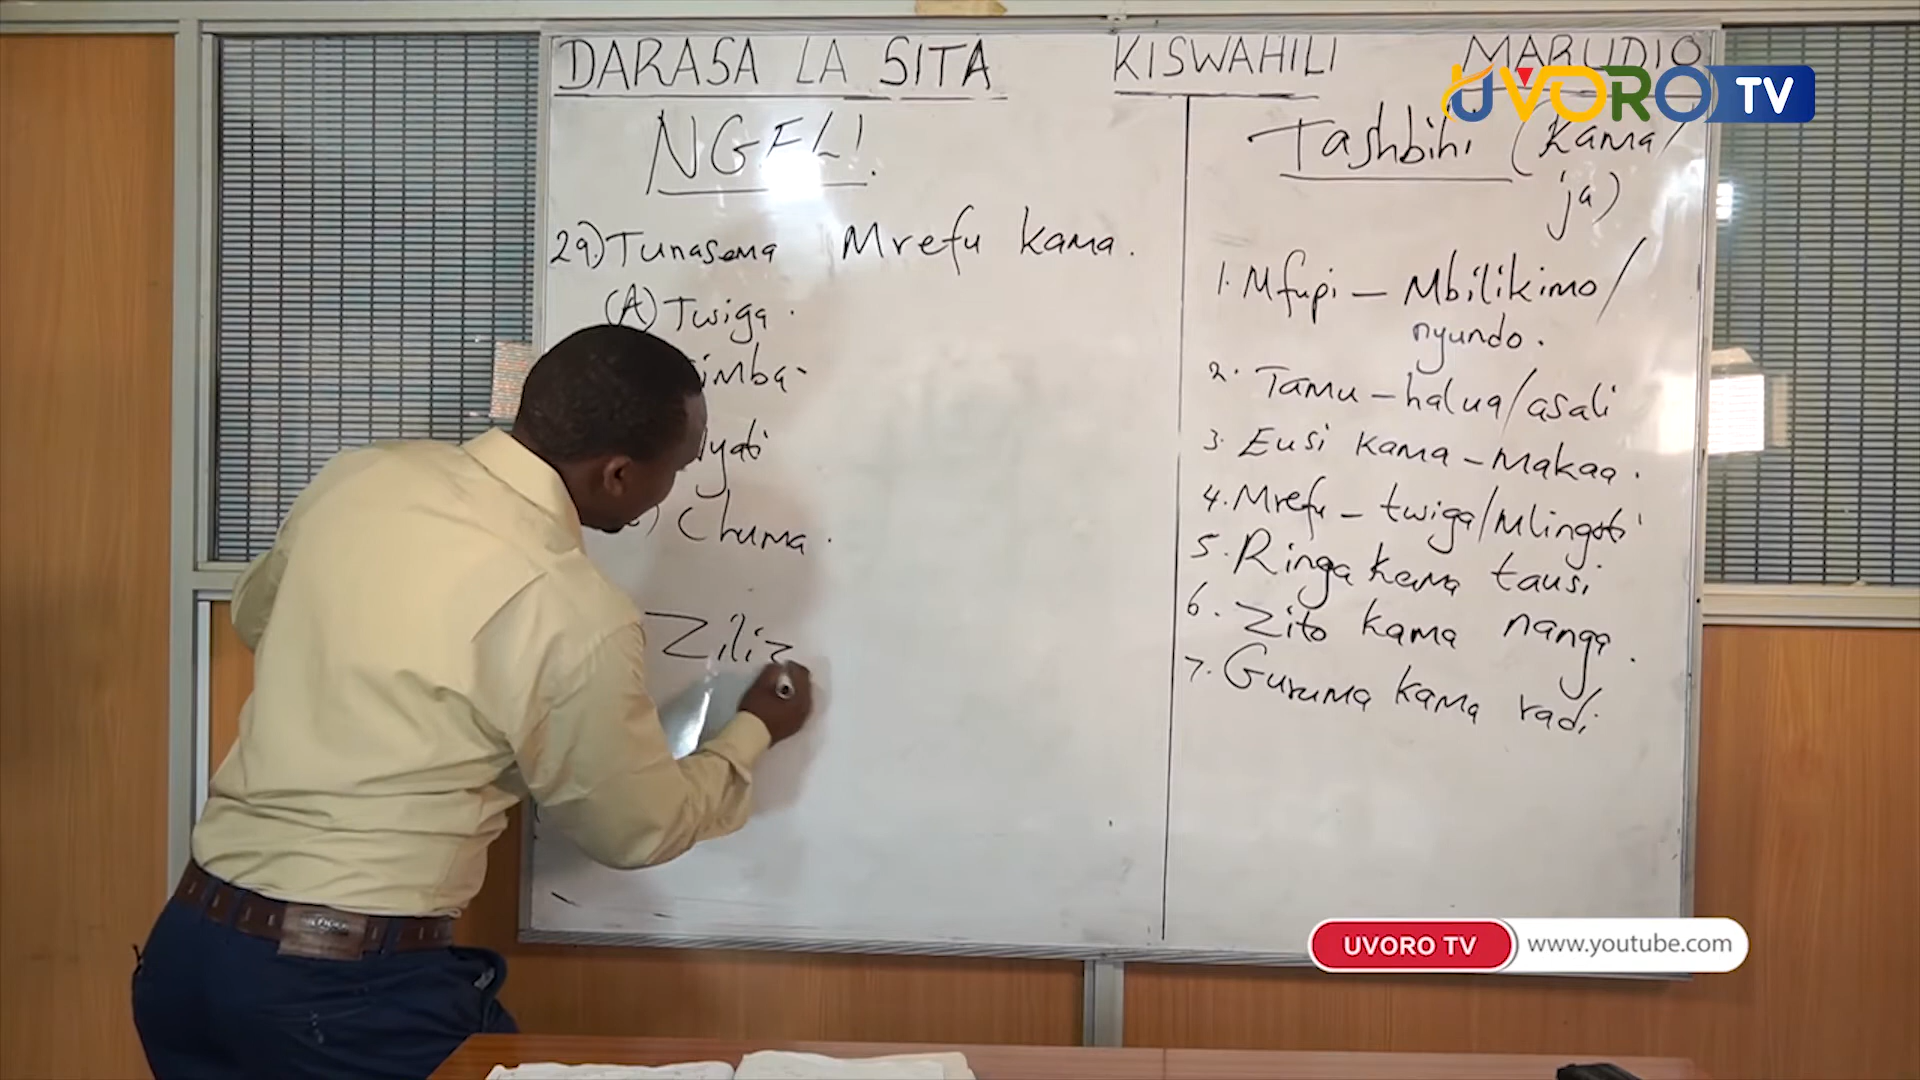 DARASA LA SITA KISWAHILI MARUDIO
UVORO TV
NGELI.
29.) Tunasema Mrefu kama.
(A) Twiga.
Chuma.
Ziliz
Tashbihi (Kama/
ja)
1. Mfupi – Mbilikimo/
nyundo.
2. Tamu – halua/asali
3. Eusi kama – Makaa.
4. Mrefu – twiga/Mlingoti
5. Ringa kama tausi
6. Zito kama nanga.
7. Guruma kama radi
UVORO TV www.youtube.com